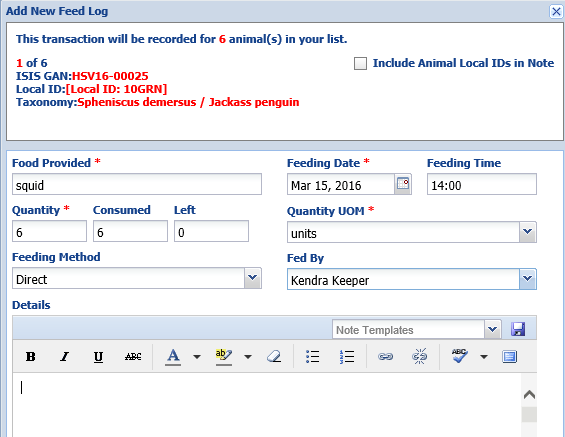 Add New Feed Log
This transaction will be recorded for 6 animal(s) in your list.
1 of 6
ISIS GAN:HSV16-00025
Include Animal Local IDs in Note
Local ID:[Local ID: 10GRN]
Taxonomy:Spheniscus demersus / Jackass penguin
Food Provided * Feeding Date * Feeding Time
squid Mar 15, 2016 14:00
Quantity * Consumed Left Quantity UOM *
6 6 0 units
Feeding Method Fed By
Direct Kendra Keeper
Details
Note Templates
B I U ABC A ab ABC